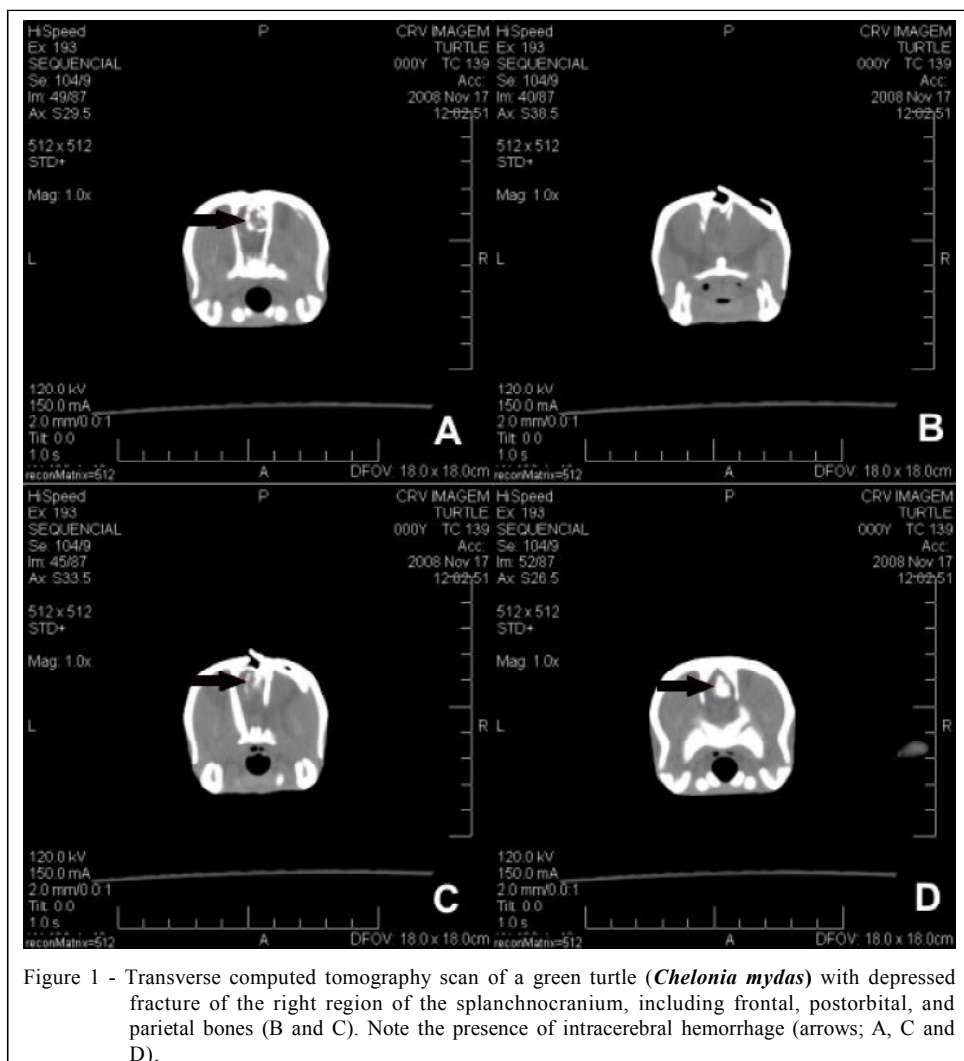 HiSpeed P CRV IMAGEM
Ex: 193 TURTLE
SEQUENCIAL 000Y TC 139
Se: 104/9 Acc:
Im: 49/87 2008 Nov 17
Ax: S29.5 12:02:51
512 x 512
STD+
Mag: 1.0x
L R
120.0 kV
150.0 mA
2.0 mm/0.0:1
Tilt: 0.0
1.0 s
A
reconMatrix=512 A DFOV: 18.0 x 18.0cm
HiSpeed P CRV IMAGEM
Ex: 193 TURTLE
SEQUENCIAL 000Y TC 139
Se: 104/9 Acc:
Im: 40/87 2008 Nov 17
Ax: S38.5 12:02:51
512 x 512
STD+
Mag: 1.0x
L R
120.0 kV
150.0 mA
2.0 mm/0.0:1
Tilt: 0.0
1.0 s
B
reconMatrix=512 A DFOV: 18.0 x 18.0cm
HiSpeed P CRV IMAGEM
Ex: 193 TURTLE
SEQUENCIAL 000Y TC 139
Se: 104/9 Acc:
Im: 45/87 2008 Nov 17
Ax: S33.5 12:02:51
512 x 512
STD+
Mag: 1.0x
L R
120.0 kV
150.0 mA
2.0 mm/0.0:1
Tilt: 0.0
1.0 s
C
reconMatrix=512 A DFOV: 18.0 x 18.0cm
HiSpeed P CRV IMAGEM
Ex: 193 TURTLE
SEQUENCIAL 000Y TC 139
Se: 104/9 Acc:
Im: 52/87 2008 Nov 17
Ax: S26.5 12:02:51
512 x 512
STD+
Mag: 1.0x
L R
120.0 kV
150.0 mA
2.0 mm/0.0:1
Tilt: 0.0
1.0 s
D
reconMatrix=512 A DFOV: 18.0 x 18.0cm
Figure 1 - Transverse computed tomography scan of a green turtle (Chelonia mydas) with depressed
fracture of the right region of the splanchnocranium, including frontal, postorbital, and
parietal bones (B and C). Note the presence of intracerebral hemorrhage (arrows; A, C and
D).